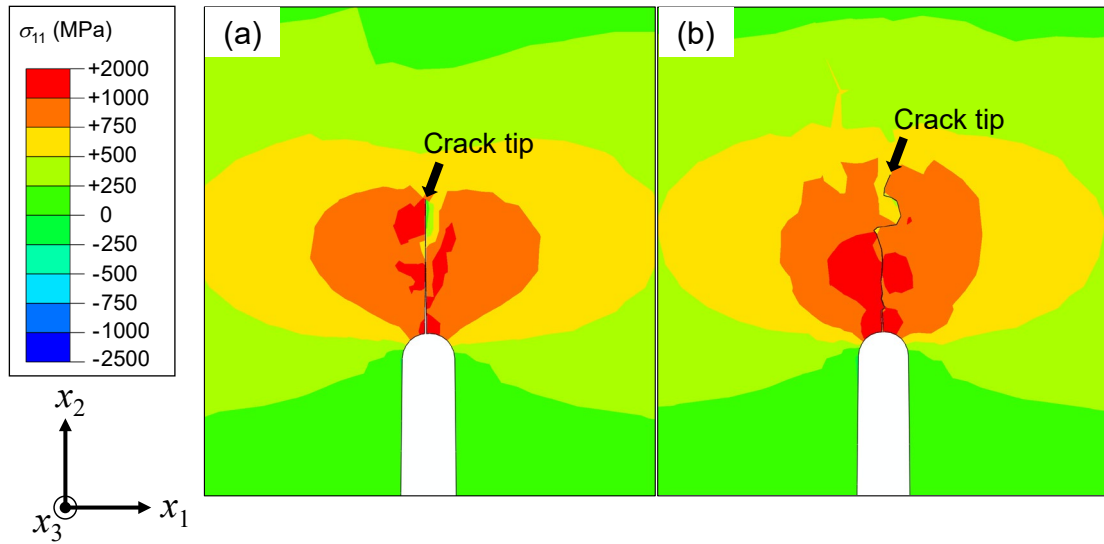 σ₁₁ (MPa)
+2000
+1000
+750
+500
+250
0
-250
-500
-750
-1000
-2500
x₂
x₃
x₁
(a)
Crack tip
(b)
Crack tip